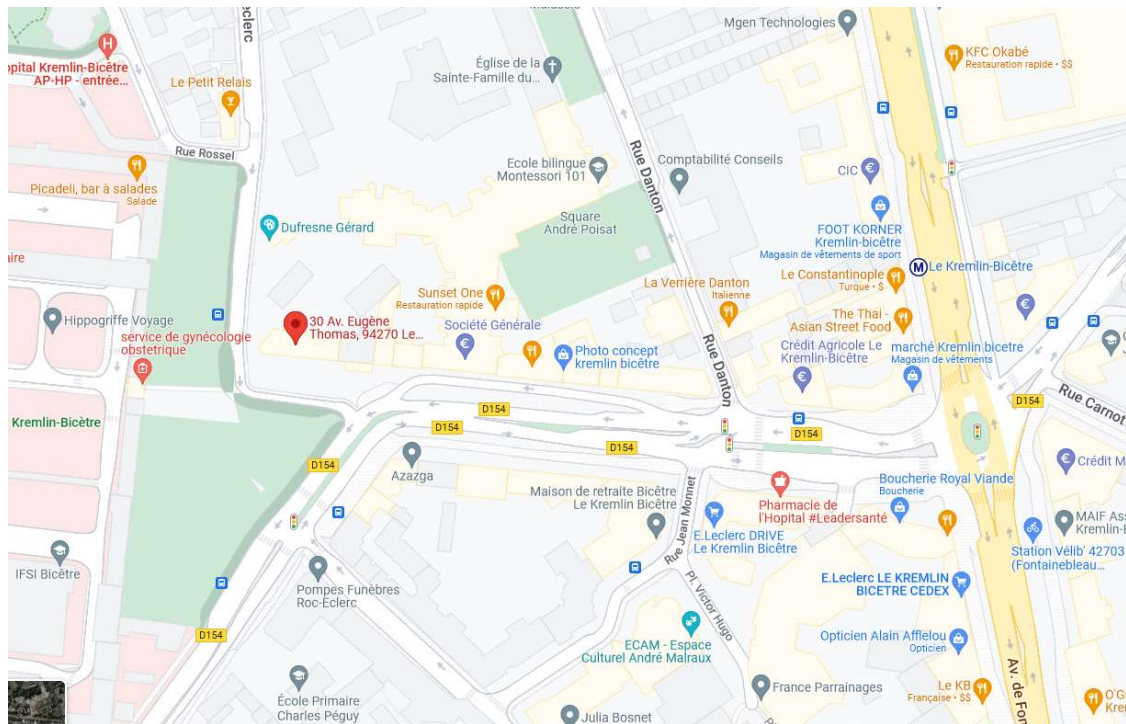 eclerc
Malassis
Mgen Technologies
opital Kremlin-Bicêtre
AP-HP - entrée...
Église de la
Sainte-Famille du...
KFC Okabé
Restauration rapide • $$
Le Petit Relais
Rue Rossel
Rue Danton
Ecole bilingue
Montessori 101
Comptabilité Conseils
CIC
Picadeli, bar à salades
Salade
Square
André Poisat
Dufresne Gérard
FOOT KORNER
Kremlin-bicêtre
Magasin de vêtements de sport
M
Le Kremlin-Bicêtre
aire
Sunset One
Restauration rapide
La Verrière Danton
Italienne
Le Constantinople
Turque • $
Hippogriffe Voyage
30 Av. Eugène
Thomas, 94270 Le...
Société Générale
The Thai -
Asian Street Food
service de gynécologie
obstétrique
Photo concept
kremlin bicêtre
Rue Danton
Crédit Agricole Le
Kremlin-Bicêtre
marché Kremlin bicetre
Magasin de vêtements
Rue Carnot
Kremlin-Bicêtre
D154
D154
D154
D154
D154
D154
D154
Azazga
Crédit M
Maison de retraite Bicêtre
Le Kremlin Bicêtre
Rue Jean Monnet
Pharmacie de
l'Hopital #Leadersanté
Boucherie Royal Viande
Boucherie
E.Leclerc DRIVE
Le Kremlin Bicêtre
MAIF Ass
Kremlin-B
Station Vélib' 42703
(Fontainebleau...
IFSI Bicêtre
Pompes Funèbres
Roc-Eclerc
Pl. Victor Hugo
E.Leclerc LE KREMLIN
BICETRE CEDEX
D154
ECAM - Espace
Culturel André Malraux
Opticien Alain Afflelou
Opticien
Av. de Fon
École Primaire
Charles Péguy
France Parrainages
Le KB
Française • $$
O'G
Kren
Julia Bosnet